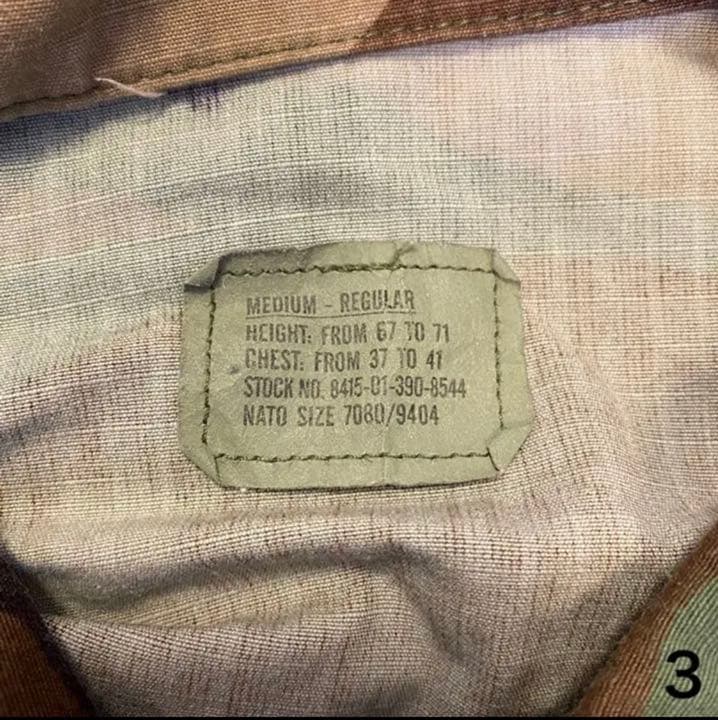 MEDIUM - REGULAR
HEIGHT: FROM 67 TO 71
CHEST: FROM 37 TO 41
STOCK NO. 8415-01-390-8544
NATO SIZE 7080/9404
3